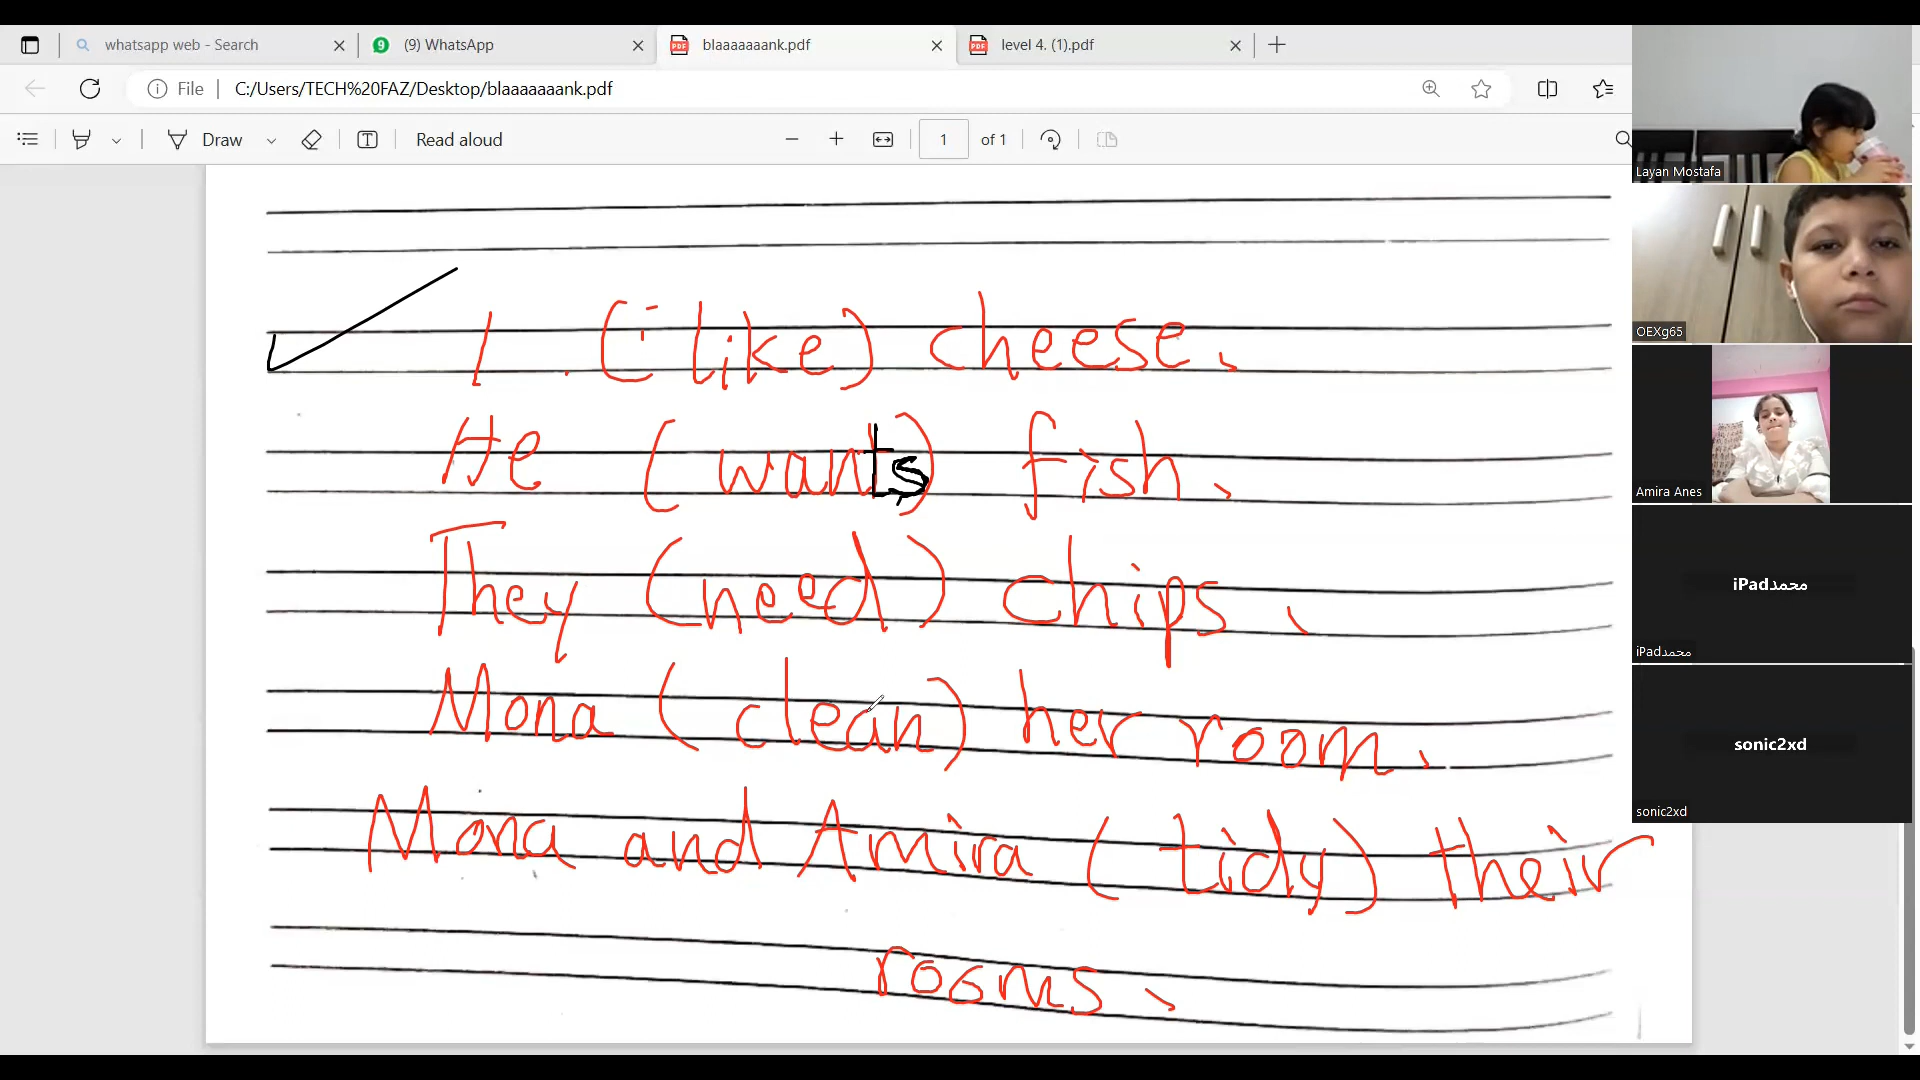 whatsapp web - Search
(9) WhatsApp
blaaaaaaank.pdf
level 4. (1).pdf
File
C:/Users/TECH%20FAZ/Desktop/blaaaaaaank.pdf
Draw
Read aloud
1 of 1
I (i like) cheese.
He (wants) fish.
They (need) chips.
Mona (clean) her room.
Mona and Amira (tidy) their
rooms.
Layan Mostafa
OEXg65
Amira Anes
iPadمحمد
iPadمحمد
sonic2xd
sonic2xd